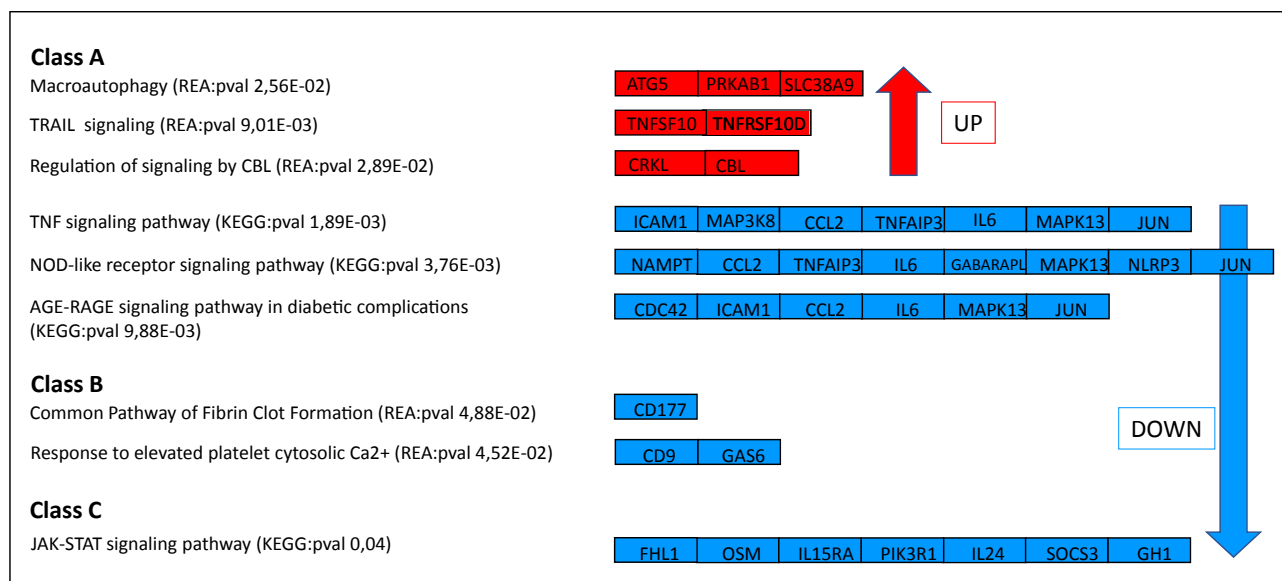 Class A
Macroautophagy (REA:pval 2,56E-02)
ATG5 PRKAB1 SLC38A9
TRAIL signaling (REA:pval 9,01E-03)
TNFSF10 TNFRSF10D
UP
Regulation of signaling by CBL (REA:pval 2,89E-02)
CRKL CBL
TNF signaling pathway (KEGG:pval 1,89E-03)
ICAM1 MAP3K8 CCL2 TNFAIP3 IL6 MAPK13 JUN
NOD-like receptor signaling pathway (KEGG:pval 3,76E-03)
NAMPT CCL2 TNFAIP3 IL6 GABARAPL MAPK13 NLRP3 JUN
AGE-RAGE signaling pathway in diabetic complications
(KEGG:pval 9,88E-03)
CDC42 ICAM1 CCL2 IL6 MAPK13 JUN
Class B
Common Pathway of Fibrin Clot Formation (REA:pval 4,88E-02)
CD177
DOWN
Response to elevated platelet cytosolic Ca2+ (REA:pval 4,52E-02)
CD9 GAS6
Class C
JAK-STAT signaling pathway (KEGG:pval 0,04)
FHL1 OSM IL15RA PIK3R1 IL24 SOCS3 GH1